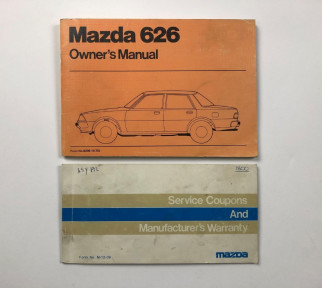 Mazda 626
Owner's Manual
Service Coupons
And
Manufacturer's Warranty
mazda